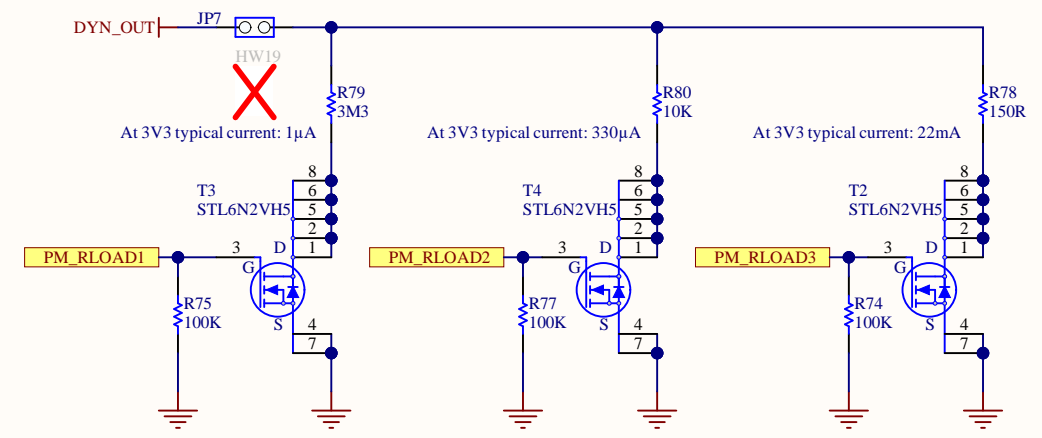 DYN_OUT
JP7
HW19
R79
3M3
R80
10K
R78
150R
At 3V3 typical current: 1µA
At 3V3 typical current: 330µA
At 3V3 typical current: 22mA
T3
STL6N2VH5
8
6
5
2
1
T4
STL6N2VH5
8
6
5
2
1
T2
STL6N2VH5
8
6
5
2
1
PM_RLOAD1
3
G
D
S
4
7
R75
100K
PM_RLOAD2
3
G
D
S
4
7
R77
100K
PM_RLOAD3
3
G
D
S
4
7
R74
100K